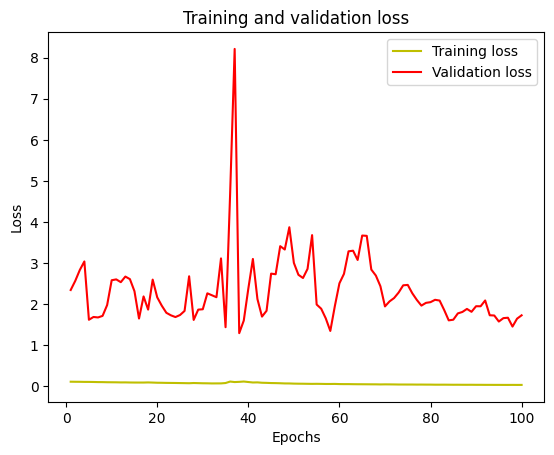 Training and validation loss
Training loss
Validation loss
8
7
6
5
4
3
2
1
0
Loss
0 20 40 60 80 100
Epochs